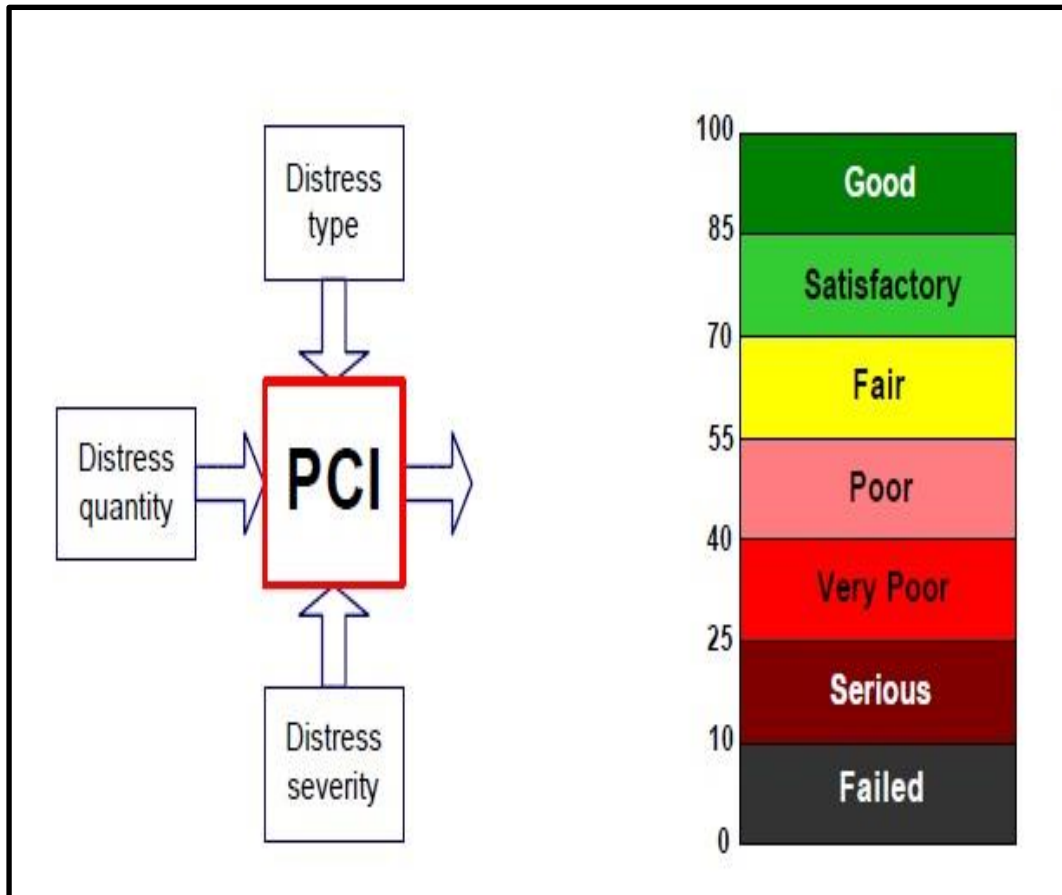 Distress
type
Distress
quantity
PCI
Distress
severity
100
Good
85
Satisfactory
70
Fair
55
Poor
40
Very Poor
25
Serious
10
Failed
0